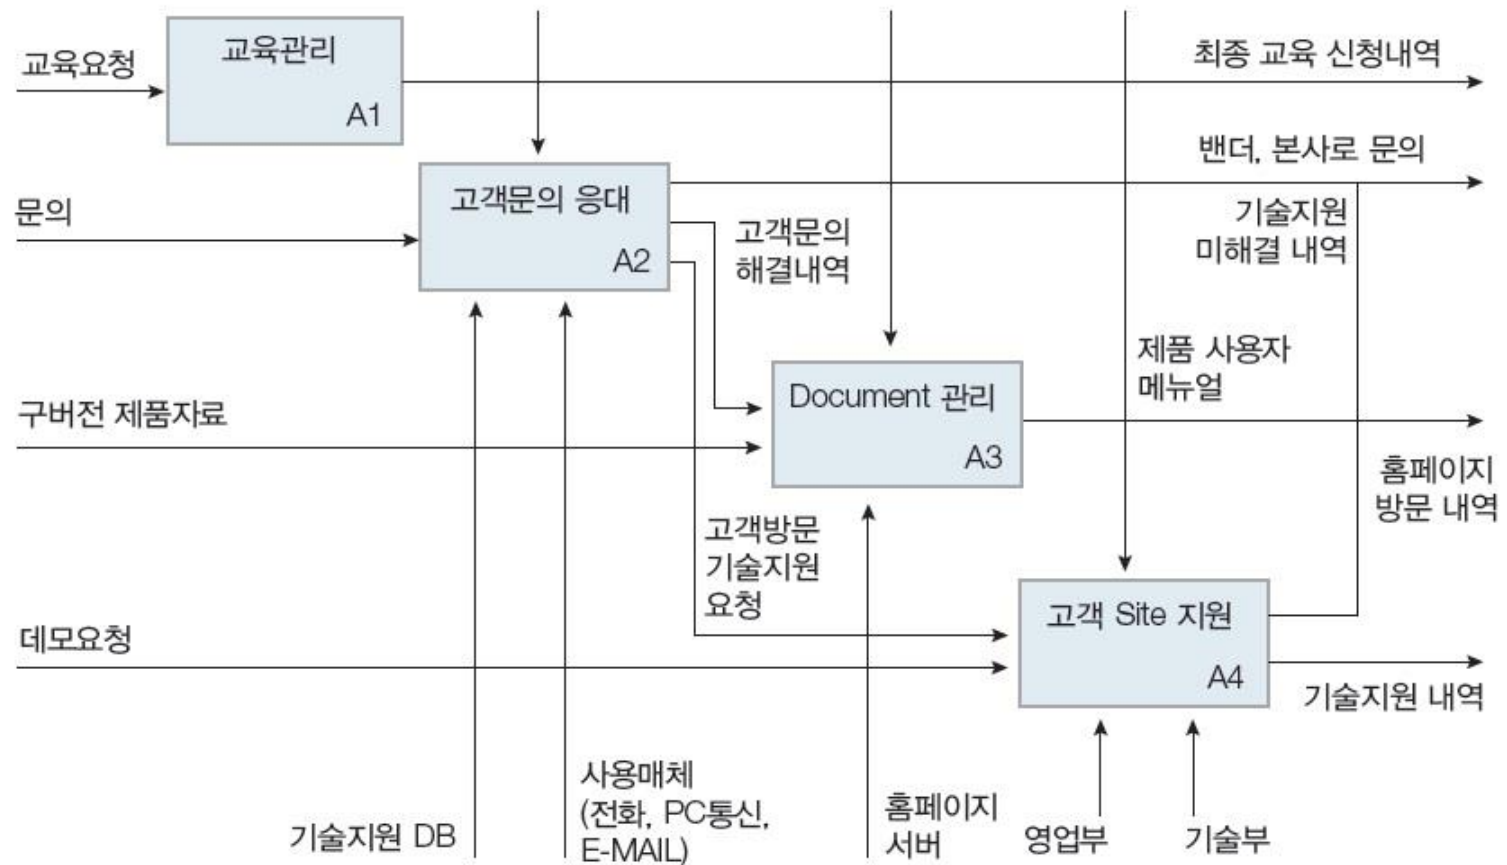 교육요청
교육관리
A1
최종 교육 신청내역
문의
고객문의 응대
A2
밴더, 본사로 문의
고객문의
해결내역
기술지원
미해결 내역
구버전 제품자료
Document 관리
A3
제품 사용자
메뉴얼
홈페이지
방문 내역
고객방문
기술지원
요청
데모요청
고객 Site 지원
A4
기술지원 내역
기술지원 DB
사용매체
(전화, PC통신,
E-MAIL)
홈페이지
서버
영업부
기술부